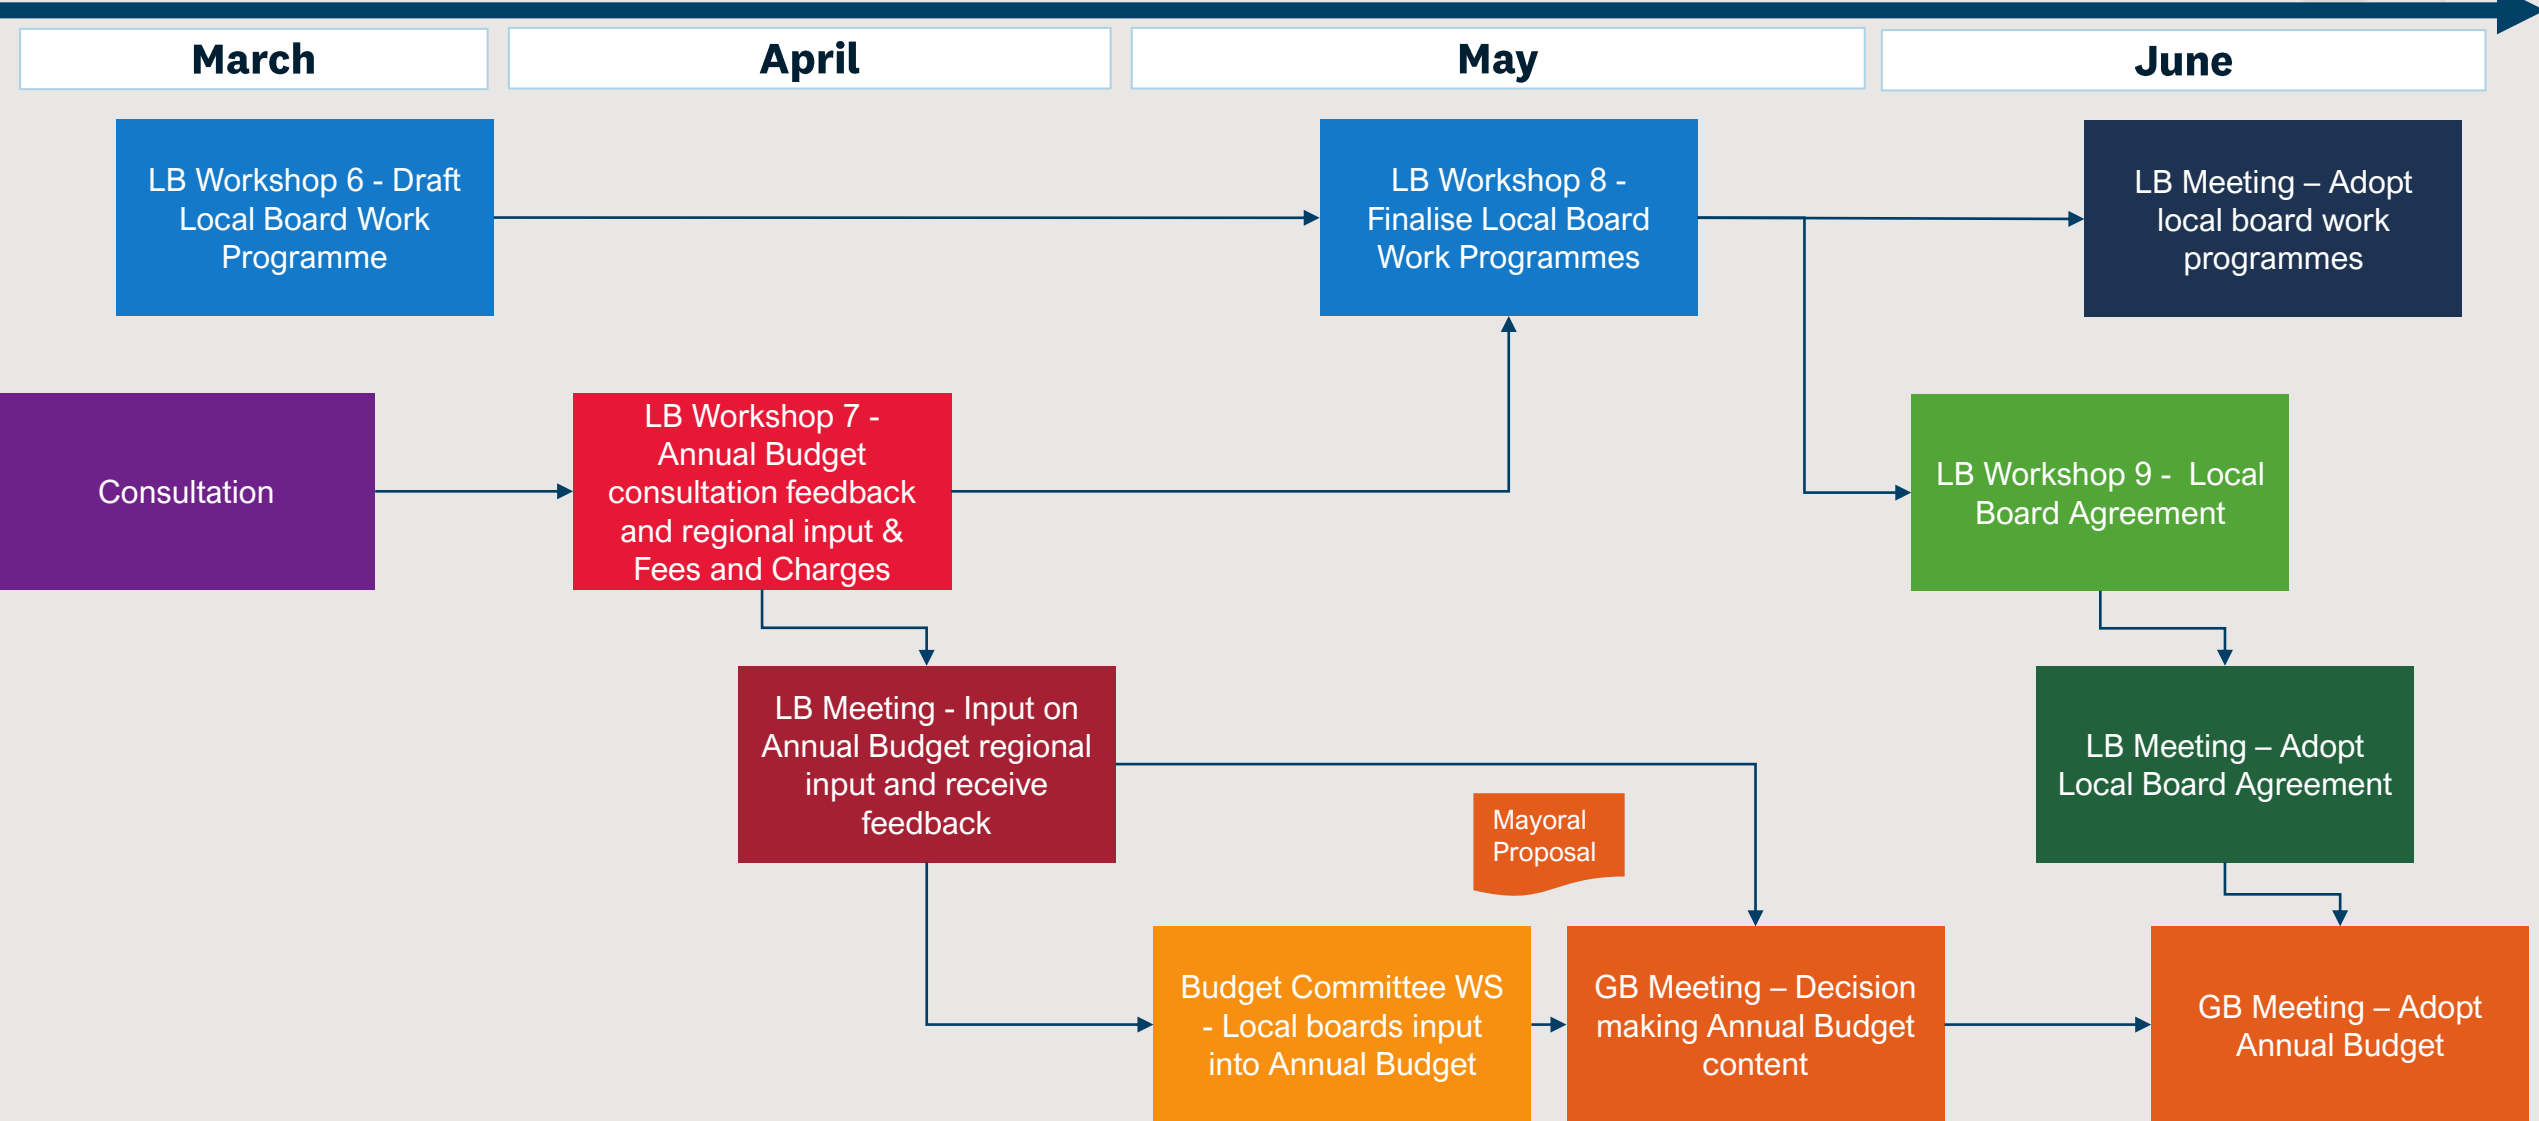 March
April
May
June
LB Workshop 6 - Draft
Local Board Work
Programme
LB Workshop 8 -
Finalise Local Board
Work Programmes
LB Meeting – Adopt
local board work
programmes
Consultation
LB Workshop 7 -
Annual Budget
consultation feedback
and regional input &
Fees and Charges
LB Workshop 9 -  Local
Board Agreement
LB Meeting - Input on
Annual Budget regional
input and receive
feedback
Mayoral
Proposal
LB Meeting – Adopt
Local Board Agreement
Budget Committee WS
- Local boards input
into Annual Budget
GB Meeting – Decision
making Annual Budget
content
GB Meeting – Adopt
Annual Budget